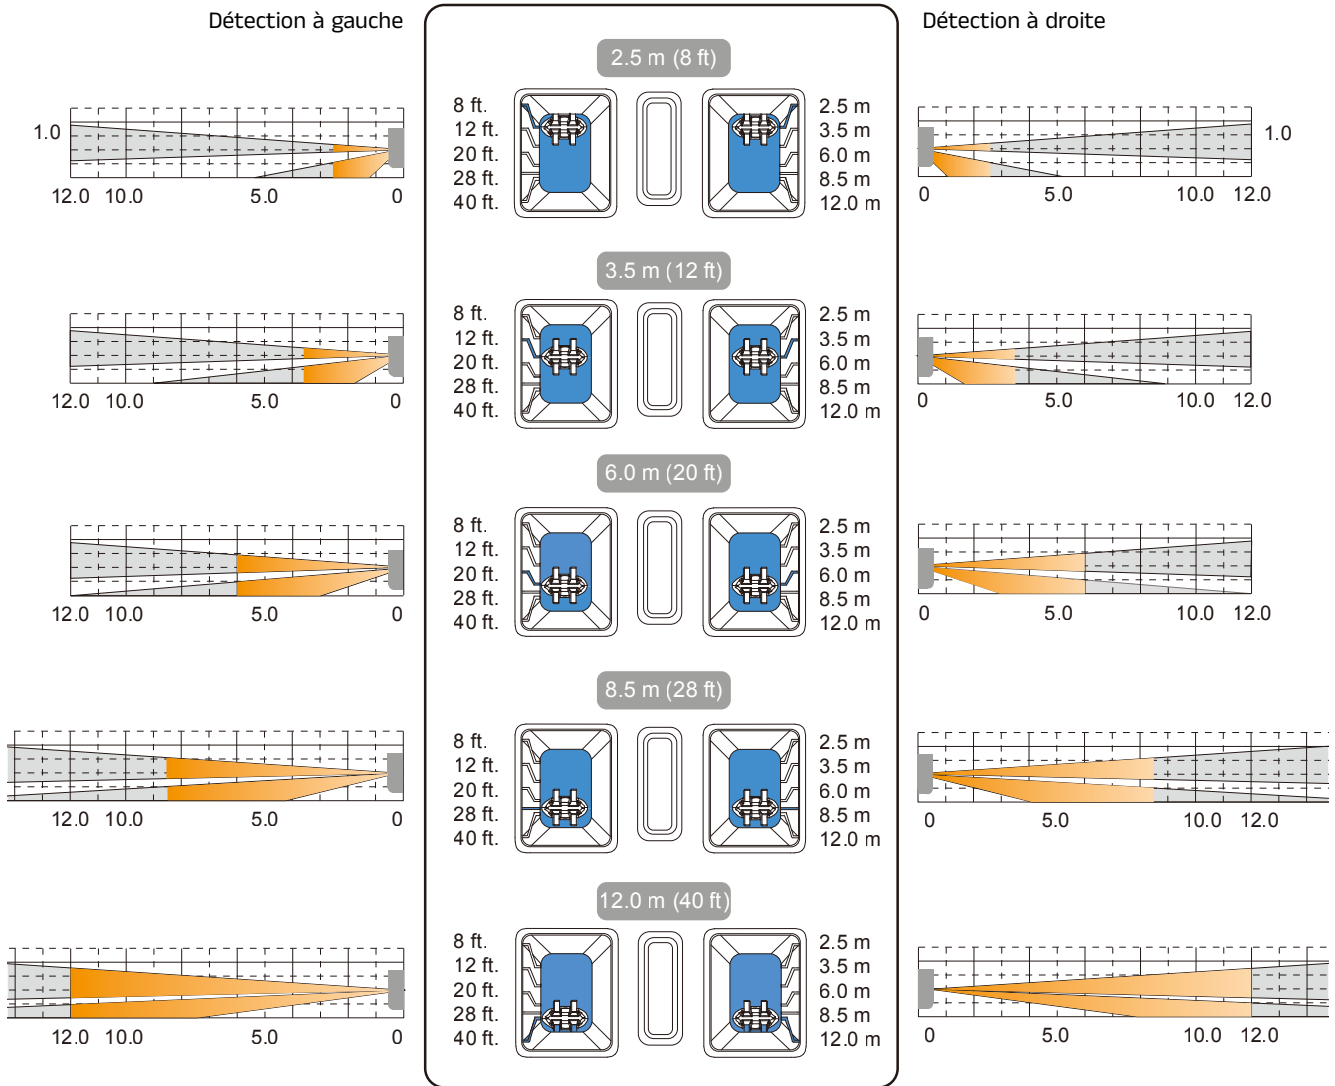 Détection à gauche
Détection à droite
2.5 m (8 ft)
8 ft.
12 ft.
20 ft.
28 ft.
40 ft.
2.5 m
3.5 m
6.0 m
8.5 m
12.0 m
1.0
12.0 10.0 5.0 0
1.0
0 5.0 10.0 12.0
3.5 m (12 ft)
8 ft.
12 ft.
20 ft.
28 ft.
40 ft.
2.5 m
3.5 m
6.0 m
8.5 m
12.0 m
12.0 10.0 5.0 0
0 5.0 10.0 12.0
6.0 m (20 ft)
8 ft.
12 ft.
20 ft.
28 ft.
40 ft.
2.5 m
3.5 m
6.0 m
8.5 m
12.0 m
12.0 10.0 5.0 0
0 5.0 10.0 12.0
8.5 m (28 ft)
8 ft.
12 ft.
20 ft.
28 ft.
40 ft.
2.5 m
3.5 m
6.0 m
8.5 m
12.0 m
12.0 10.0 5.0 0
0 5.0 10.0 12.0
12.0 m (40 ft)
8 ft.
12 ft.
20 ft.
28 ft.
40 ft.
2.5 m
3.5 m
6.0 m
8.5 m
12.0 m
12.0 10.0 5.0 0
0 5.0 10.0 12.0